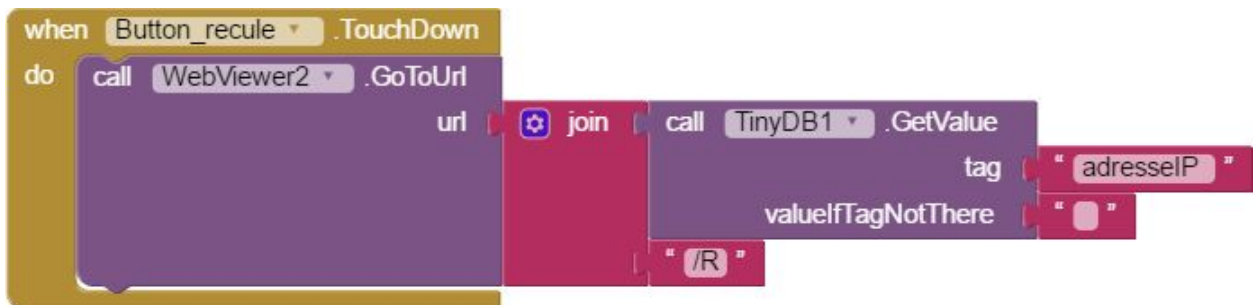 when Button_recule .TouchDown
do call WebViewer2 .GoToUrl
url join call TinyDB1 .GetValue
tag " adresseIP "
valueIfTagNotThere " "
" /R "